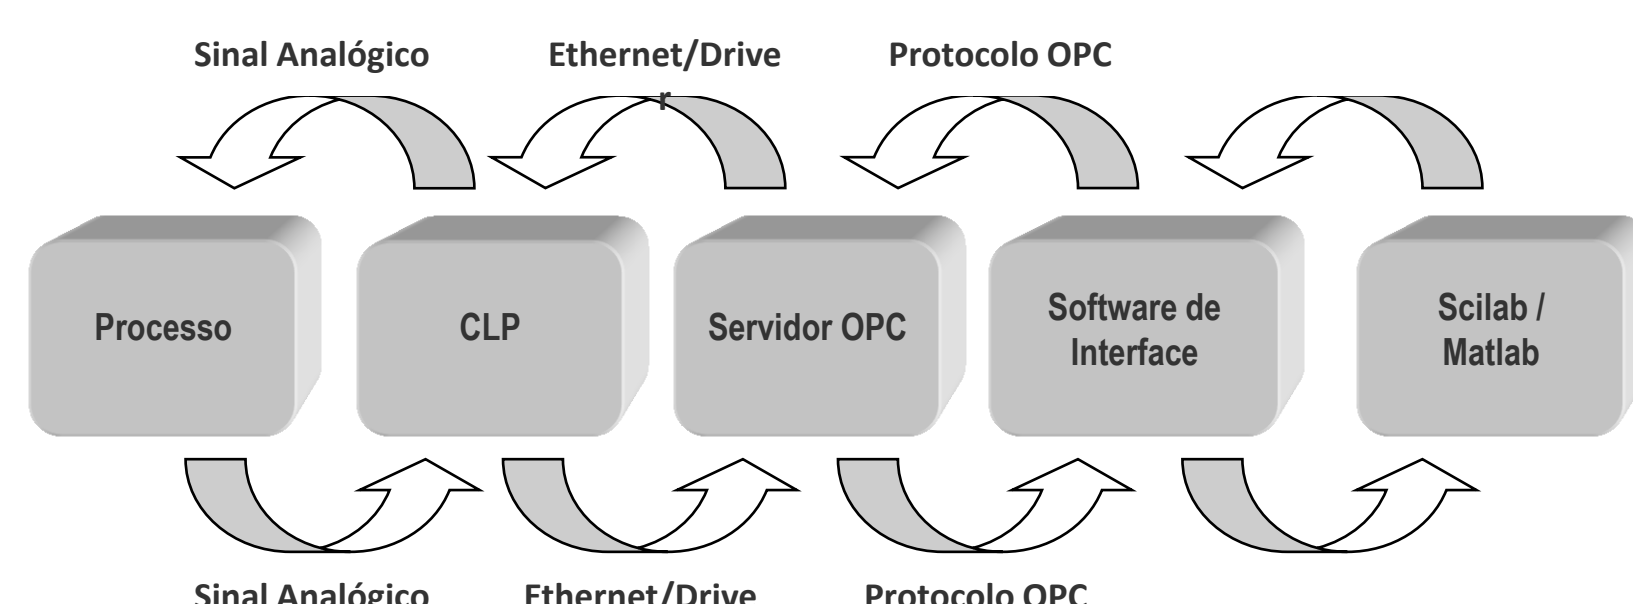 Sinal Analógico
Ethernet/Drive
r
Protocolo OPC
Processo
CLP
Servidor OPC
Software de
Interface
Scilab /
Matlab
Sinal Analógico
Ethernet/Drive
Protocolo OPC